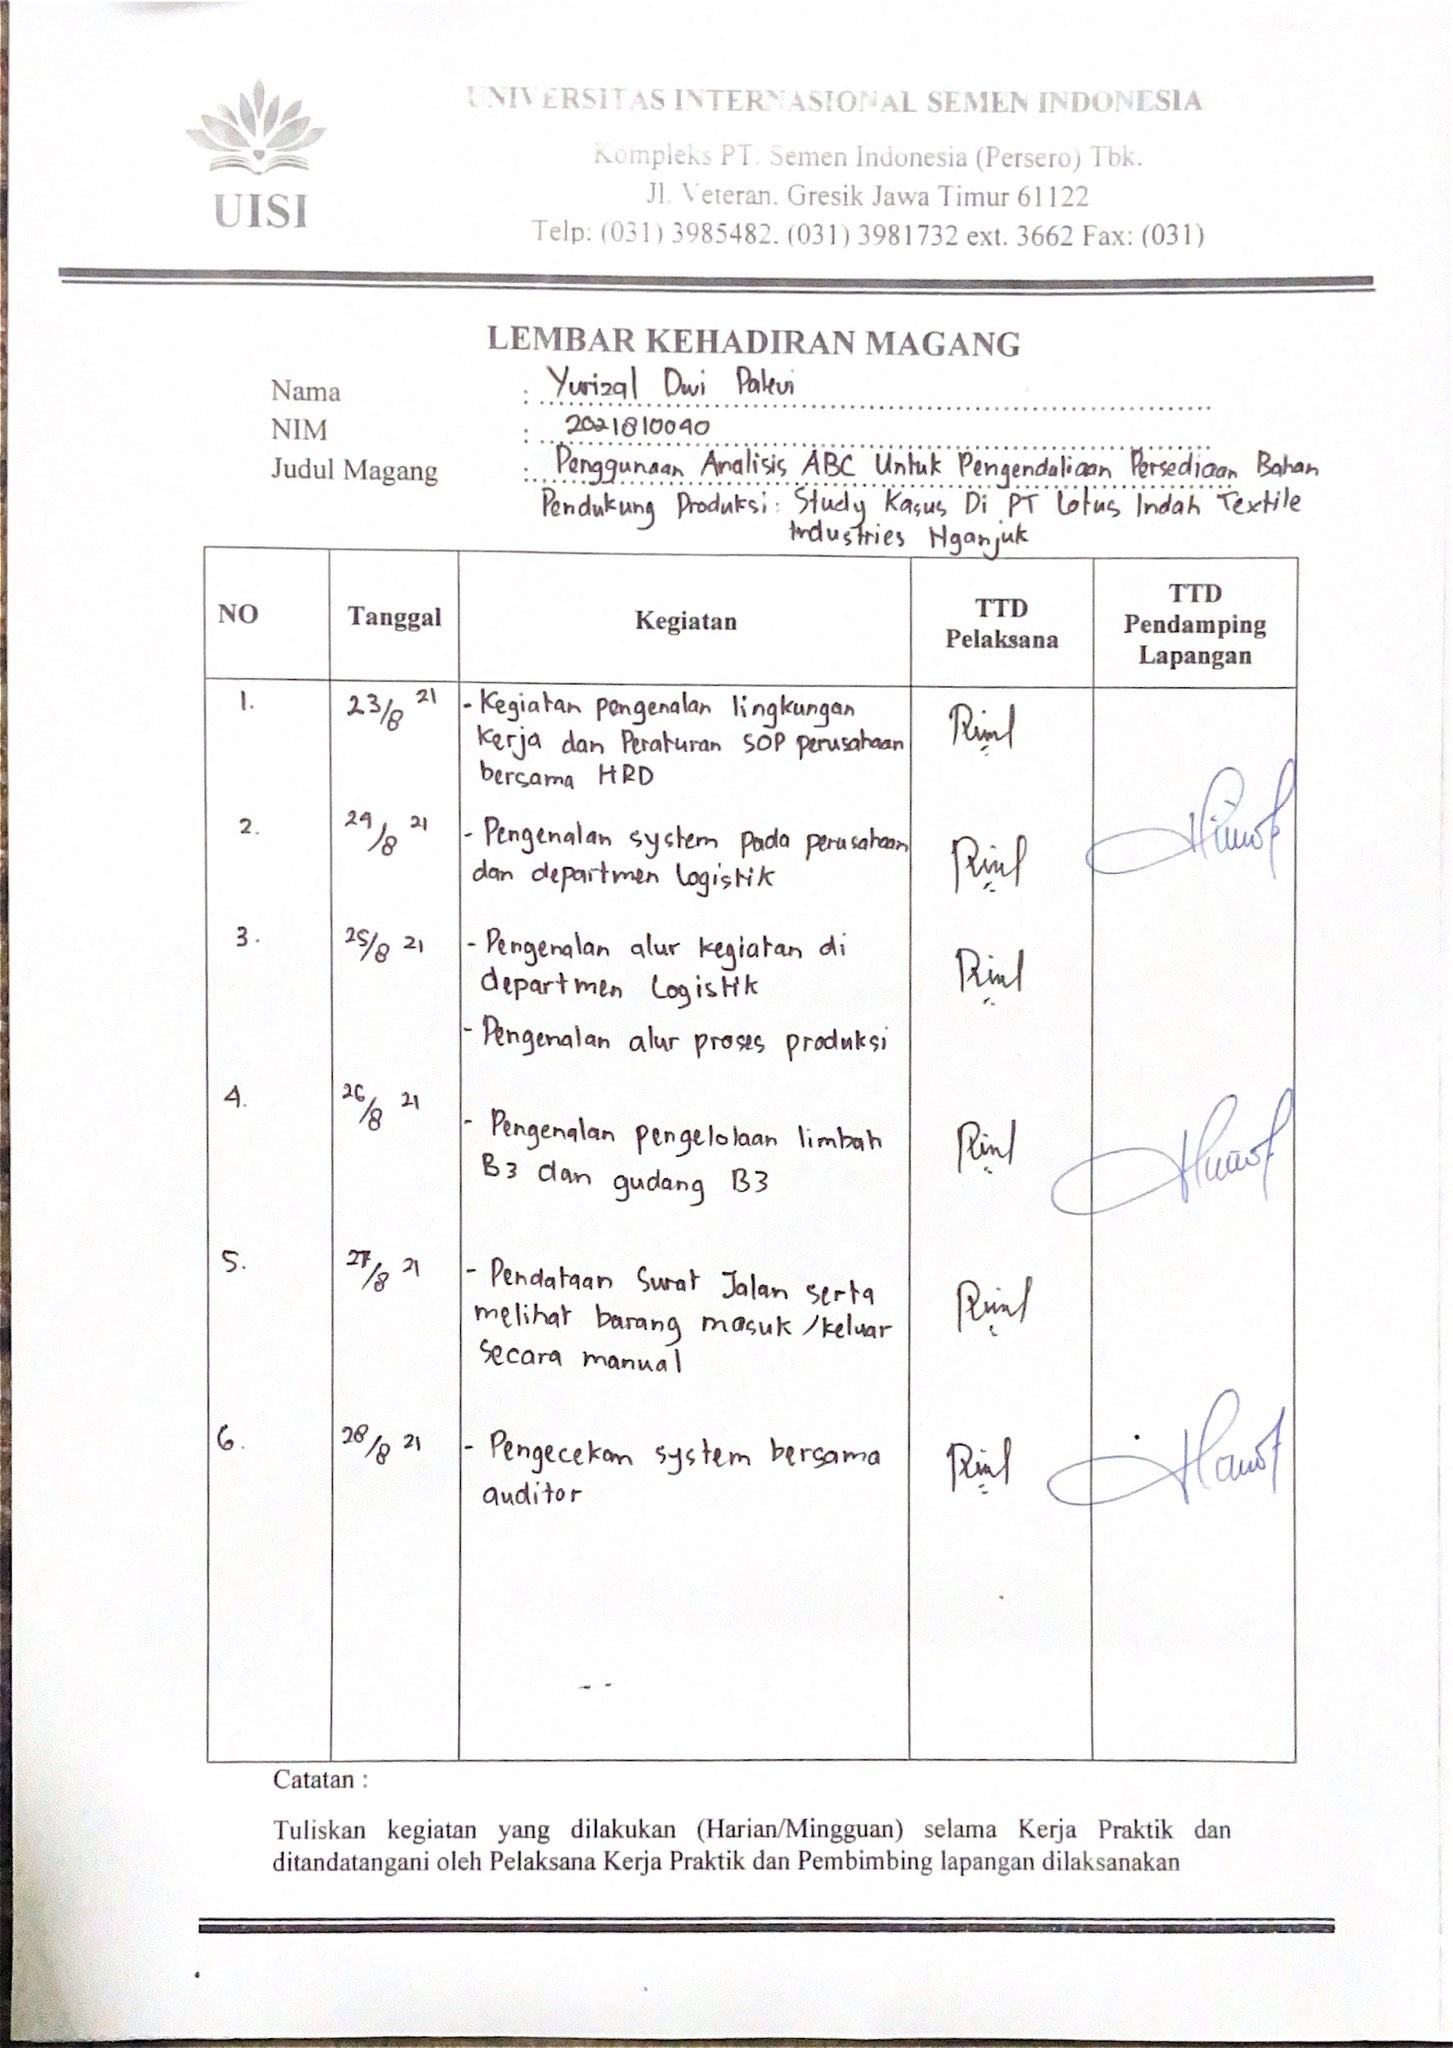 UISI
UNIVERSITAS INTERNASIONAL SEMEN INDONESIA
Kompleks PT. Semen Indonesia (Persero) Tbk.
Jl. Veteran. Gresik Jawa Timur 61122
Telp: (031) 3985482. (031) 3981732 ext. 3662 Fax: (031)
LEMBAR KEHADIRAN MAGANG
Nama : Yurizal Dwi
NIM : 2021810040
Judul Magang : Penggunaan Analisis ABC Untuk Pengendalian Persediaan Bahan
Pendukung Produksi: Study Kasus Di PT Lotus Indah Textile
Industries Nganjuk
NO Tanggal Kegiatan TTD Pelaksana TTD Pendamping Lapangan
1. 23/8 21 - Kegiatan pengenalan lingkungan
kerja dan Peraturan SOP perusahaan
bersama HRD
2. 24/8 21 - Pengenalan system pada perusahaan
dan departmen logistik
3. 25/8 21 - Pengenalan alur kegiatan di
departmen Logistik
- Pengenalan alur proses produksi
4. 26/8 21 - Pengenalan pengelolaan limbah
B3 dan gudang B3
5. 27/8 21 - Pendataan Surat Jalan serta
melihat barang masuk/keluar
secara manual
6. 28/8 21 - Pengecekan system bersama
auditor
Catatan :
Tuliskan kegiatan yang dilakukan (Harian/Mingguan) selama Kerja Praktik dan
ditandatangani oleh Pelaksana Kerja Praktik dan Pembimbing lapangan dilaksanakan